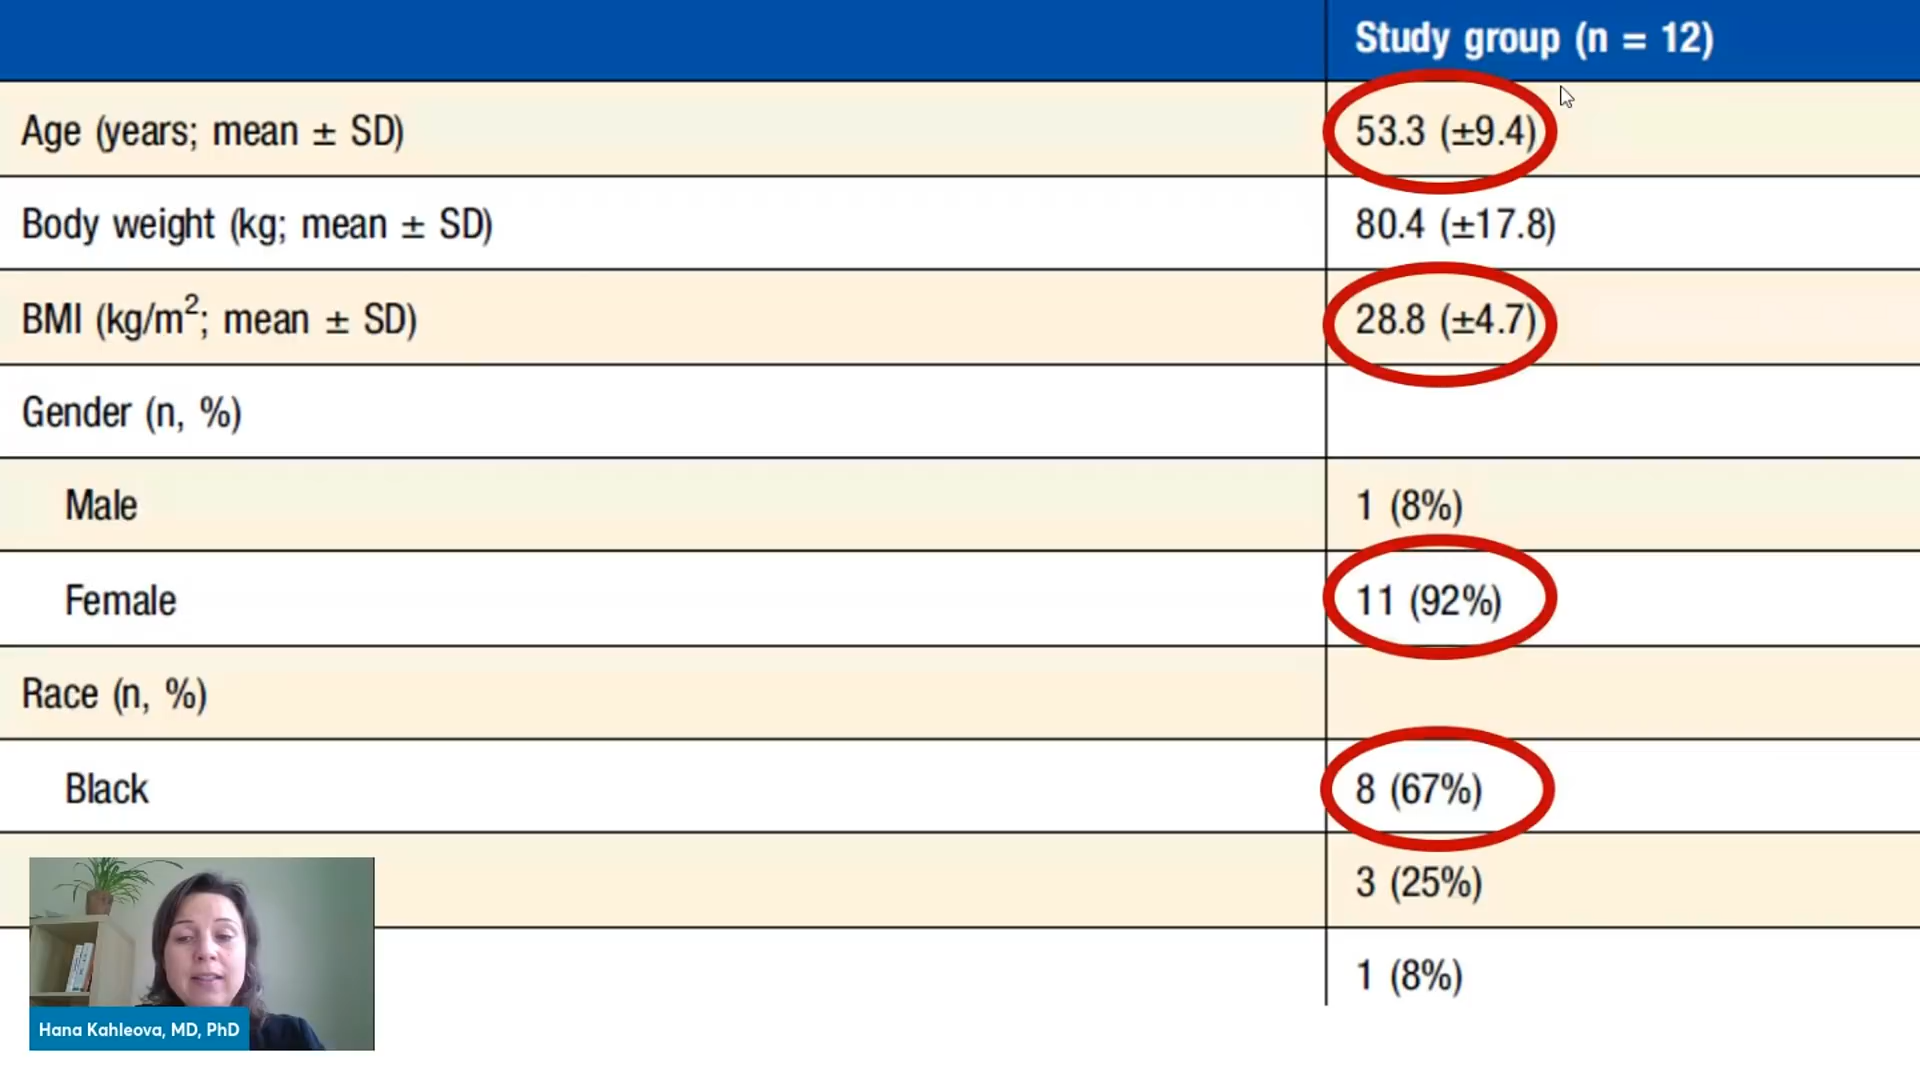 Study group (n = 12)
Age (years; mean ± SD) 53.3 (±9.4)
Body weight (kg; mean ± SD) 80.4 (±17.8)
BMI (kg/m²; mean ± SD) 28.8 (±4.7)
Gender (n, %)
Male 1 (8%)
Female 11 (92%)
Race (n, %)
Black 8 (67%)
3 (25%)
1 (8%)
Hana Kahleova, MD, PhD